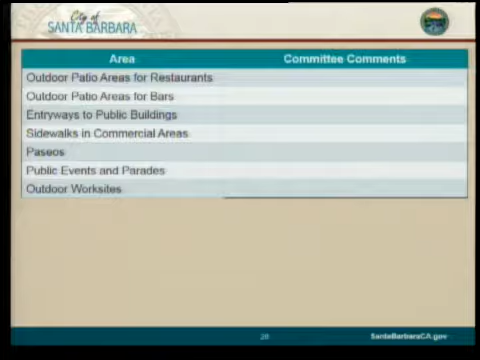 City of
SANTA BARBARA
Area Committee Comments
Outdoor Patio Areas for Restaurants
Outdoor Patio Areas for Bars
Entryways to Public Buildings
Sidewalks in Commercial Areas
Paseos
Public Events and Parades
Outdoor Worksites
28 SantaBarbaraCA.gov